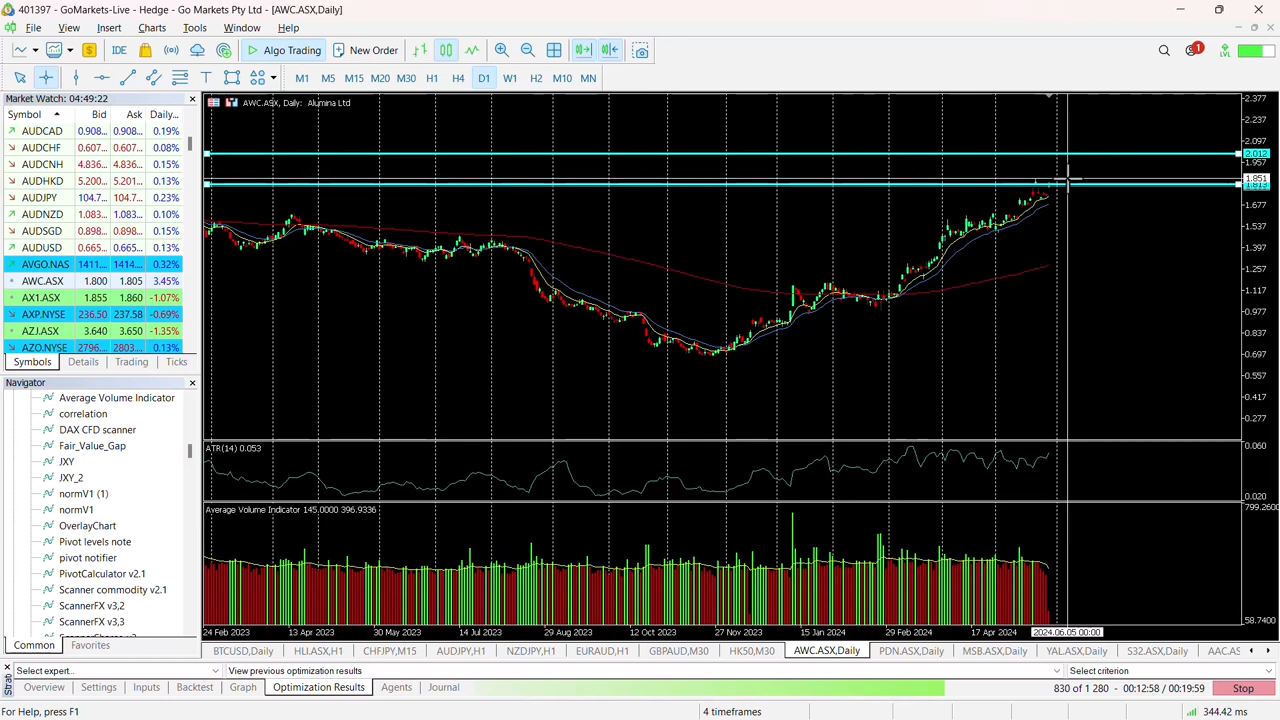 401397 - GoMarkets-Live - Hedge - Go Markets Pty Ltd - [AWC.ASX,Daily]
File View Insert Charts Tools Window Help
IDE Algo Trading New Order 1 LVL
M1 M5 M15 M20 M30 H1 H4 D1 W1 H2 M10 MN
Market Watch: 04:49:22
Symbol Bid Ask Daily...
AUDCAD 0.908... 0.908... 0.19%
AUDCHF 0.607... 0.607... 0.08%
AUDCNH 4.836... 4.836... 0.15%
AUDHKD 5.200... 5.201... 0.13%
AUDJPY 104.7... 104.7... 0.23%
AUDNZD 1.083... 1.083... 0.10%
AUDSGD 0.898... 0.898... 0.15%
AUDUSD 0.665... 0.665... 0.13%
AVGO.NAS 1411.... 1414.... 0.32%
AWC.ASX 1.800 1.805 3.45%
AX1.ASX 1.855 1.860 -1.07%
AXP.NYSE 236.50 237.58 -0.69%
AZJ.ASX 3.640 3.650 -1.35%
AZO.NYSE 2796.... 2803.... 0.13%
Symbols Details Trading Ticks
Navigator
Average Volume Indicator
correlation
DAX CFD scanner
Fair_Value_Gap
JXY
JXY_2
normV1 (1)
normV1
OverlayChart
Pivot levels note
pivot notifier
PivotCalculator v2.1
Scanner commodity v2.1
ScannerFX v3,2
ScannerFX v3,3
Common Favorites
AWC.ASX, Daily: Alumina Ltd
2.377
2.237
2.097
2.012
1.957
1.851
1.677
1.537
1.397
1.257
1.117
0.977
0.837
0.697
0.557
0.417
0.277
ATR(14) 0.053
0.060
0.020
Average Volume Indicator 145.0000 396.9336
799.2600
58.7400
24 Feb 2023 13 Apr 2023 30 May 2023 14 Jul 2023 29 Aug 2023 12 Oct 2023 27 Nov 2023 15 Jan 2024 29 Feb 2024 17 Apr 2024 2024.06.05 00:00
BTCUSD,Daily HLLASX,H1 CHFJPY,M15 AUDJPY,H1 NZDJPY,H1 EURAUD,H1 GBPAUD,M30 HK50,M30 AWC.ASX,Daily PDN.ASX,Daily MSB.ASX,Daily YAL.ASX,Daily S32.ASX,Daily AAC.AS
Strat
Select expert... View previous optimization results Select criterion
Overview Settings Inputs Backtest Graph Optimization Results Agents Journal 830 of 1 280 - 00:12:58 / 00:19:59 Stop
For Help, press F1 4 timeframes 344.42 ms